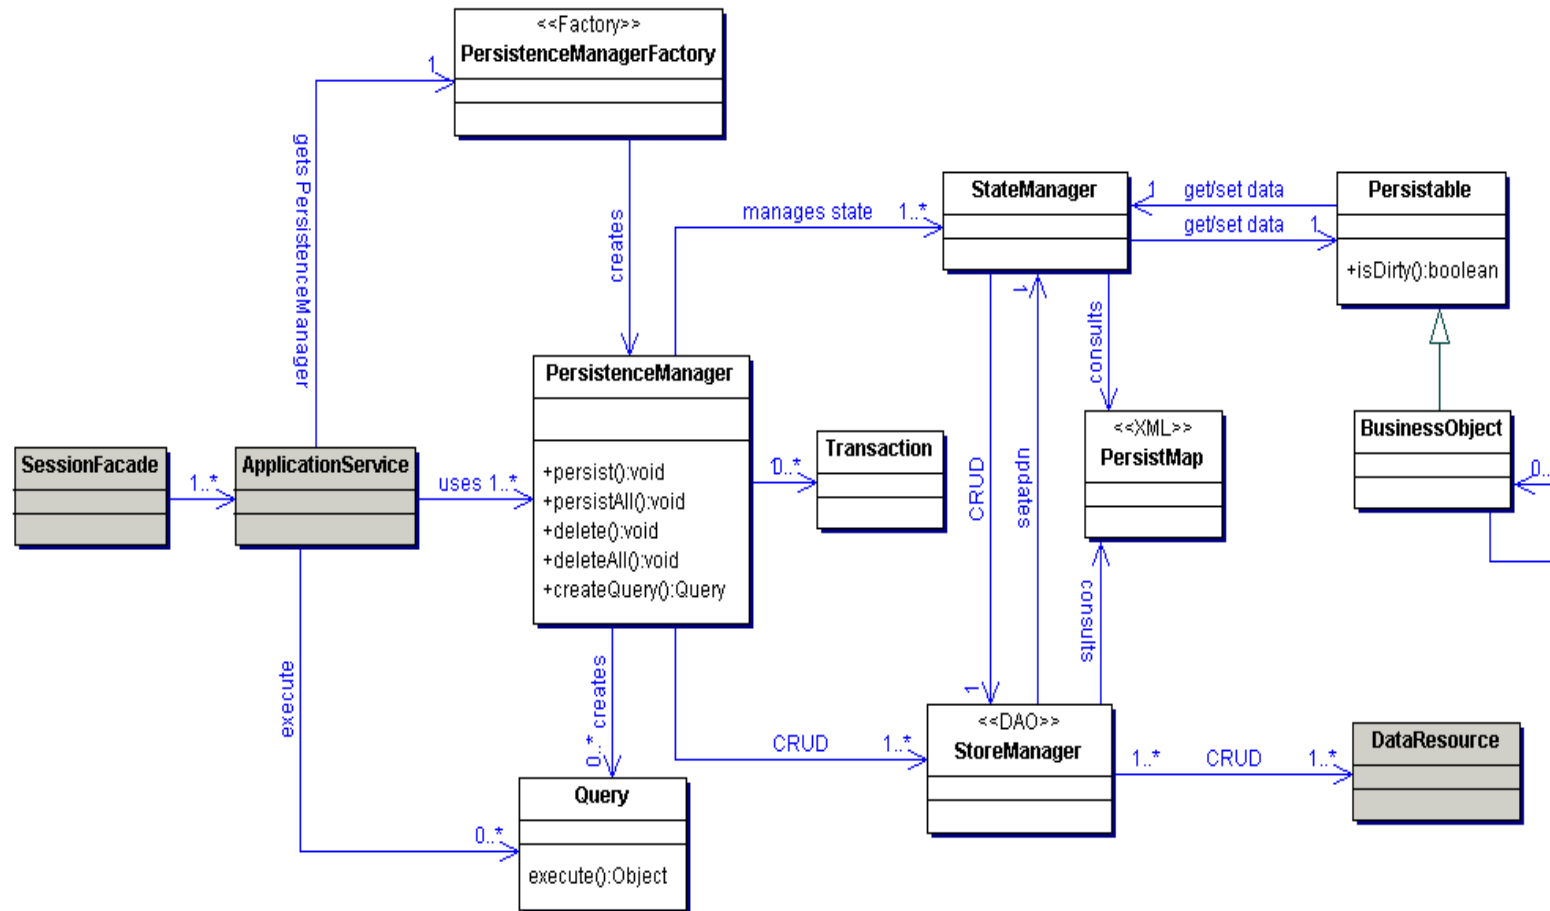 <<Factory>>
PersistenceManagerFactory
1
gets PersistenceManager
creates
StateManager
Persistable
+isDirty():boolean
1
get/set data
get/set data
1
manages state
1..*
consults
1
updates
CRUD
1
PersistenceManager
+persist():void
+persistAll():void
+delete():void
+deleteAll():void
+createQuery():Query
SessionFacade
1..*
ApplicationService
uses 1..*
0..*
Transaction
<<XML>>
PersistMap
BusinessObject
0..
consults
execute
creates
0..*
CRUD
1..*
<<DAO>>
StoreManager
1..*
CRUD
1..*
DataResource
0..*
Query
execute():Object